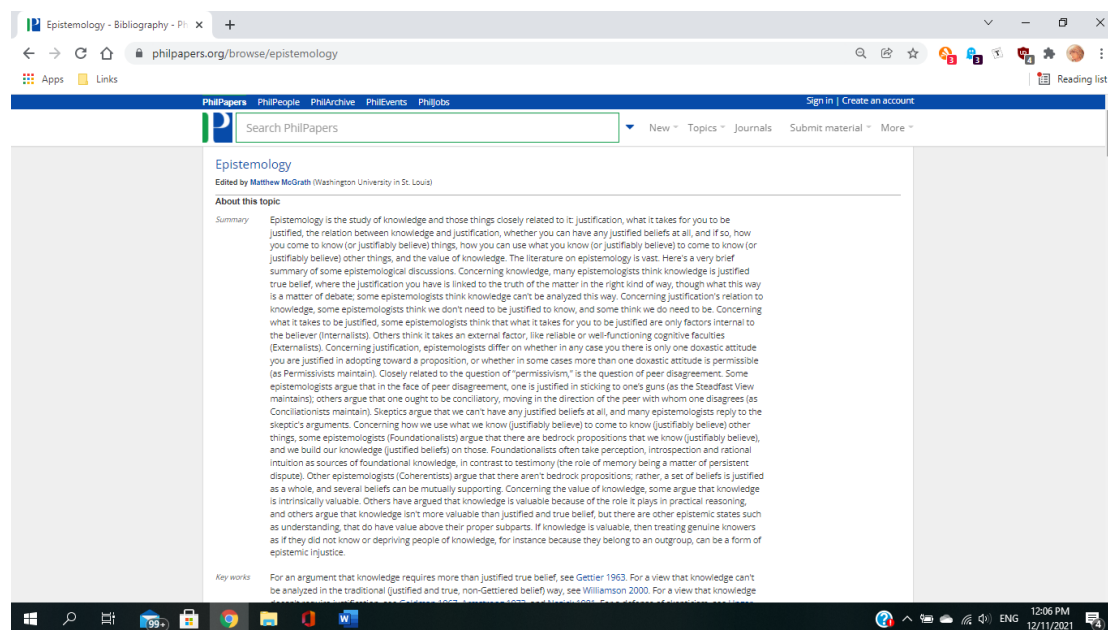 Epistemology - Bibliography - Ph
philpapers.org/browse/epistemology
3
3
4
Apps Links
Reading list
PhilPapers PhilPeople PhilArchive PhilEvents PhilJobs
Sign in | Create an account
Search PhilPapers
New Topics Journals Submit material More
Epistemology
Edited by Matthew McGrath (Washington University in St. Louis)
About this topic
Summary
Epistemology is the study of knowledge and those things closely related to it: justification, what it takes for you to be
justified, the relation between knowledge and justification, whether you can have any justified beliefs at all, and if so, how
you come to know (or justifiably believe) things, how you can use what you know (or justifiably believe) to come to know (or
justifiably believe) other things, and the value of knowledge. The literature on epistemology is vast. Here's a very brief
summary of some epistemological discussions. Concerning knowledge, many epistemologists think knowledge is justified
true belief, where the justification you have is linked to the truth of the matter in the right kind of way, though what this way
is a matter of debate; some epistemologists think knowledge can't be analyzed this way. Concerning justification's relation to
knowledge, some epistemologists think we don't need to be justified to know, and some think we do need to be. Concerning
what it takes to be justified, some epistemologists think that what it takes for you to be justified are only factors internal to
the believer (Internalists). Others think it takes an external factor, like reliable or well-functioning cognitive faculties
(Externalists). Concerning justification, epistemologists differ on whether in any case you there is only one doxastic attitude
you are justified in adopting toward a proposition, or whether in some cases more than one doxastic attitude is permissible
(as Permissivists maintain). Closely related to the question of "permissivism," is the question of peer disagreement. Some
epistemologists argue that in the face of peer disagreement, one is justified in sticking to one's guns (as the Steadfast View
maintains); others argue that one ought to be conciliatory, moving in the direction of the peer with whom one disagrees (as
Conciliationists maintain). Skeptics argue that we can't have any justified beliefs at all, and many epistemologists reply to the
skeptic's arguments. Concerning how we use what we know (justifiably believe) to come to know (justifiably believe) other
things, some epistemologists (Foundationalists) argue that there are bedrock propositions that we know (justifiably believe),
and we build our knowledge (justified beliefs) on those. Foundationalists often take perception, introspection and rational
intuition as sources of foundational knowledge, in contrast to testimony (the role of memory being a matter of persistent
dispute). Other epistemologists (Coherentists) argue that there aren't bedrock propositions; rather, a set of beliefs is justified
as a whole, and several beliefs can be mutually supporting. Concerning the value of knowledge, some argue that knowledge
is intrinsically valuable. Others have argued that knowledge is valuable because of the role it plays in practical reasoning,
and others argue that knowledge isn't more valuable than justified and true belief, but there are other epistemic states such
as understanding, that do have value above their proper subparts. If knowledge is valuable, then treating genuine knowers
as if they did not know or depriving people of knowledge, for instance because they belong to an outgroup, can be a form of
epistemic injustice.
Key works
For an argument that knowledge requires more than justified true belief, see Gettier 1963. For a view that knowledge can't
be analyzed in the traditional (justified and true, non-Gettiered belief) way, see Williamson 2000. For a view that knowledge
99+
ENG
12:06 PM
12/11/2021
4